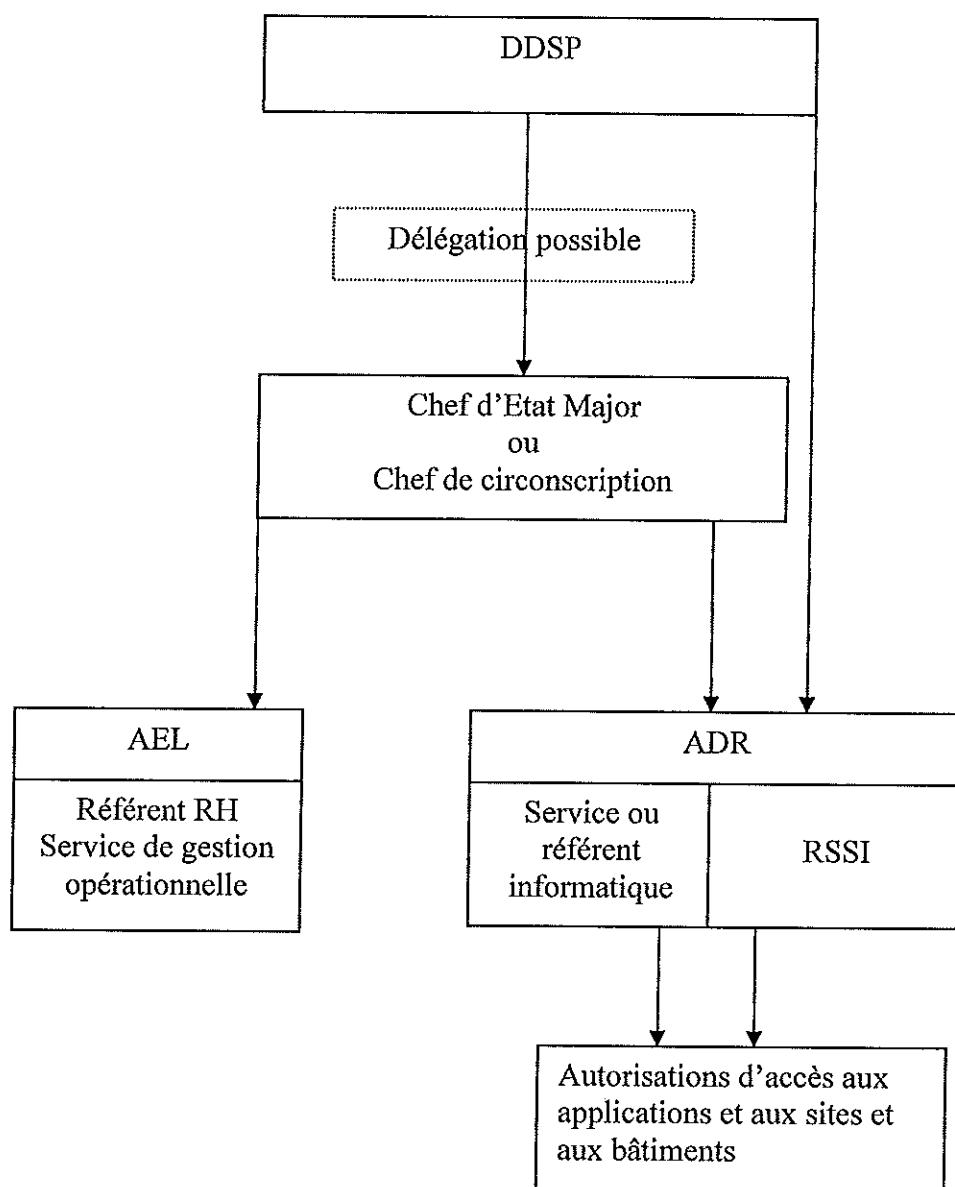 DDSP
Délégation possible
Chef d'Etat Major
ou
Chef de circonscription
AEL
Référent RH
Service de gestion
opérationnelle
ADR
Service ou
référent
informatique
RSSI
Autorisations d'accès aux
applications et aux sites et
aux bâtiments